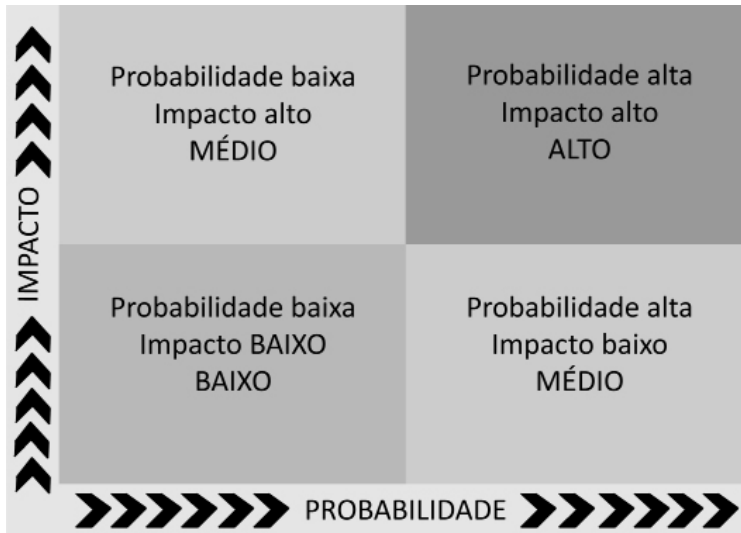 Probabilidade baixa
Impacto alto
MÉDIO
Probabilidade alta
Impacto alto
ALTO
IMPACTO
Probabilidade baixa
Impacto BAIXO
BAIXO
Probabilidade alta
Impacto baixo
MÉDIO
PROBABILIDADE